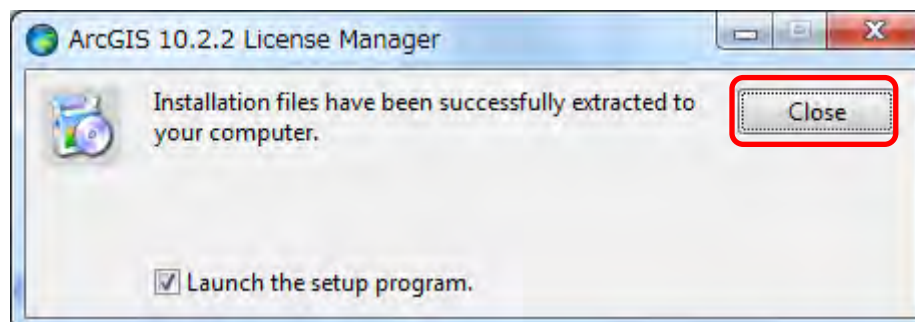 ArcGIS 10.2.2 License Manager
Installation files have been successfully extracted to
your computer.
Close
Launch the setup program.